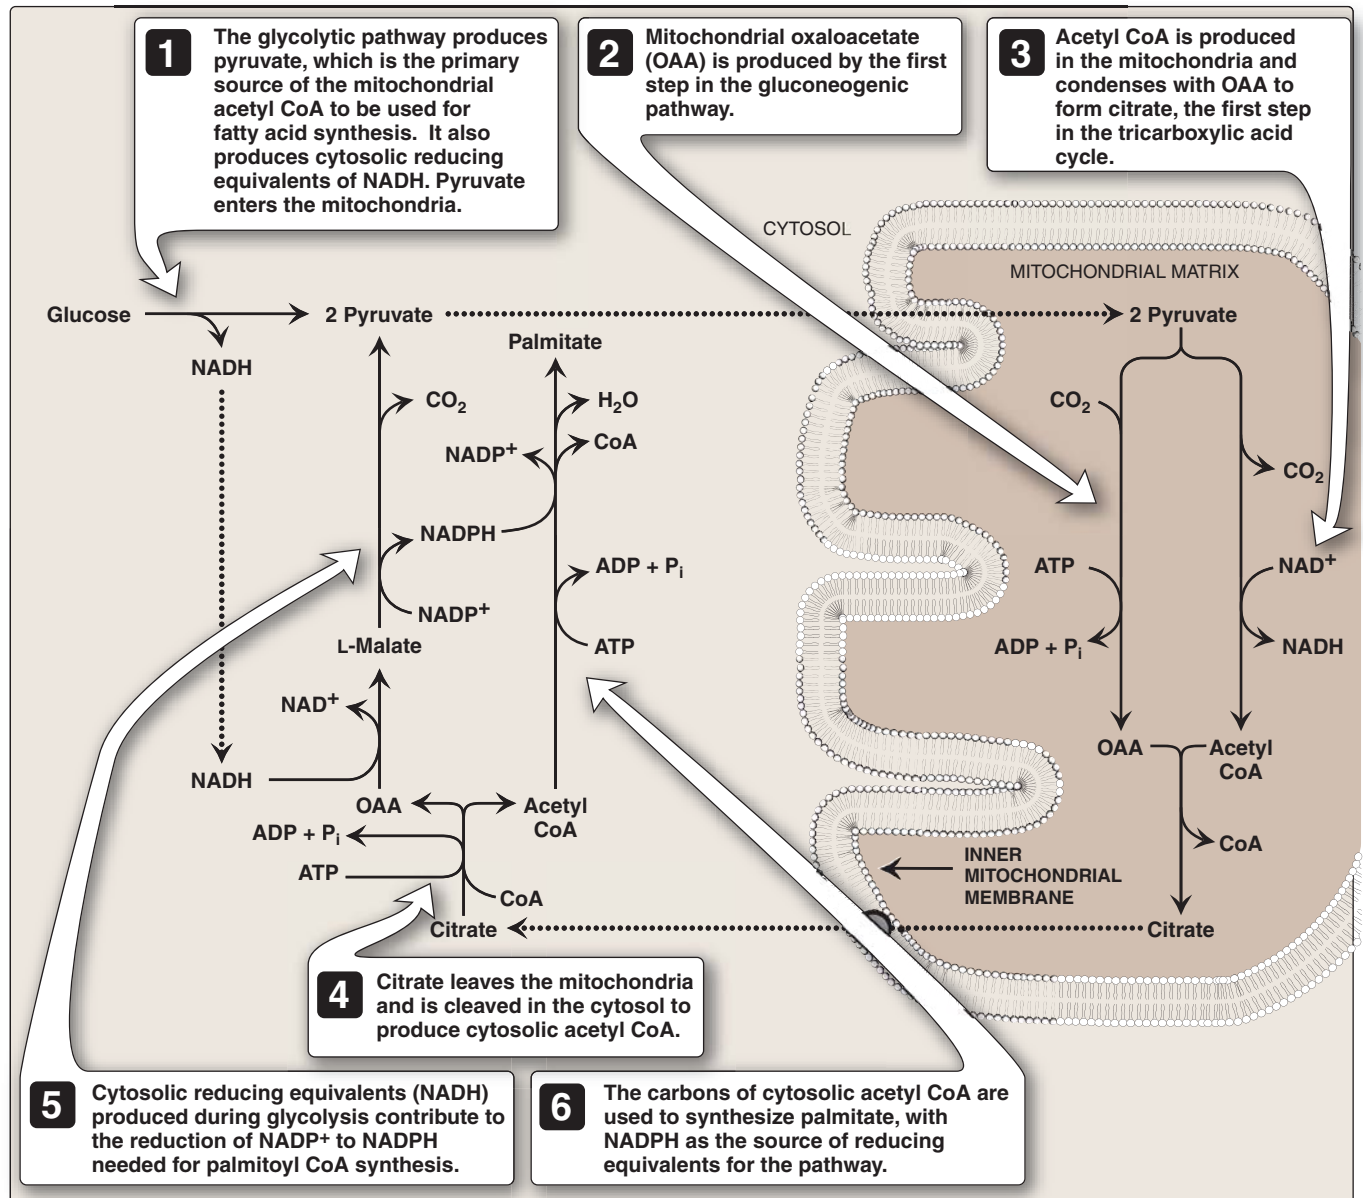 1
The glycolytic pathway produces
pyruvate, which is the primary
source of the mitochondrial
acetyl CoA to be used for
fatty acid synthesis.  It also
produces cytosolic reducing
equivalents of NADH. Pyruvate
enters the mitochondria.
2
Mitochondrial oxaloacetate
(OAA) is produced by the first
step in the gluconeogenic
pathway.
3
Acetyl CoA is produced
in the mitochondria and
condenses with OAA to
form citrate, the first step
in the tricarboxylic acid
cycle.
CYTOSOL
MITOCHONDRIAL MATRIX
Glucose
2 Pyruvate
2 Pyruvate
NADH
Palmitate
CO2
H2O
CoA
NADP+
NADPH
ADP + Pi
NADP+
ATP
L-Malate
NAD+
NADH
OAA
Acetyl
CoA
ADP + Pi
ATP
CoA
Citrate
CO2
CO2
ATP
NAD+
ADP + Pi
NADH
OAA
Acetyl
CoA
CoA
INNER
MITOCHONDRIAL
MEMBRANE
Citrate
4
Citrate leaves the mitochondria
and is cleaved in the cytosol to
produce cytosolic acetyl CoA.
5
Cytosolic reducing equivalents (NADH)
produced during glycolysis contribute to
the reduction of NADP+ to NADPH
needed for palmitoyl CoA synthesis.
6
The carbons of cytosolic acetyl CoA are
used to synthesize palmitate, with
NADPH as the source of reducing
equivalents for the pathway.